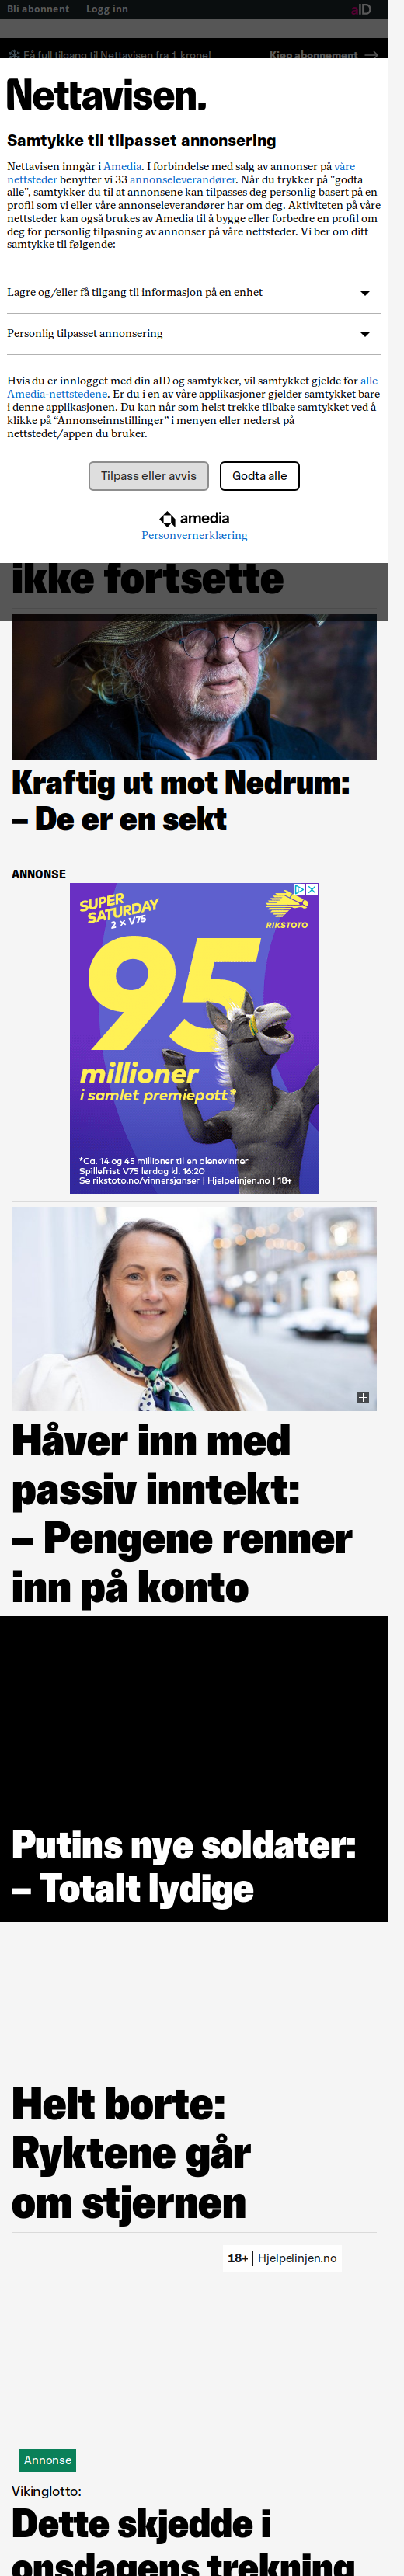 Bli abonnent | Logg inn
aID
Få full tilgang til Nettavisen fra 1 krone!
Kjøp abonnement →
Nettavisen.
Samtykke til tilpasset annonsering
Nettavisen inngår i Amedia. I forbindelse med salg av annonser på våre
nettsteder benytter vi 33 annonseleverandører. Når du trykker på "godta
alle", samtykker du til at annonsene kan tilpasses deg personlig basert på en
profil som vi eller våre annonseleverandører har om deg. Aktiviteten på våre
nettsteder kan også brukes av Amedia til å bygge eller forbedre en profil om
deg for personlig tilpasning av annonser på våre nettsteder. Vi ber om ditt
samtykke til følgende:
Lagre og/eller få tilgang til informasjon på en enhet
Personlig tilpasset annonsering
Hvis du er innlogget med din aID og samtykker, vil samtykket gjelde for alle
Amedia-nettstedene. Er du i en av våre applikasjoner gjelder samtykket bare
i denne applikasjonen. Du kan når som helst trekke tilbake samtykket ved å
klikke på “Annonseinnstillinger” i menyen eller nederst på
nettstedet/appen du bruker.
Tilpass eller avvis
Godta alle
amedia
Personvernerklæring
ikke fortsette
Kraftig ut mot Nedrum:
– De er en sekt
ANNONSE
SUPER
SATURDAY
2 x V75
RIKSTOTO
95
millioner
i samlet premiepott*
*Ca. 14 og 45 millioner til en alenevinner
Spillefrist V75 lørdag kl. 16:20
Se rikstoto.no/vinnersjanser | Hjelpelinjen.no | 18+
Håver inn med
passiv inntekt:
– Pengene renner
inn på konto
Putins nye soldater:
– Totalt lydige
Helt borte:
Ryktene går
om stjernen
18+ | Hjelpelinjen.no
Annonse
Vikinglotto:
Dette skjedde i
onsdagens trekning